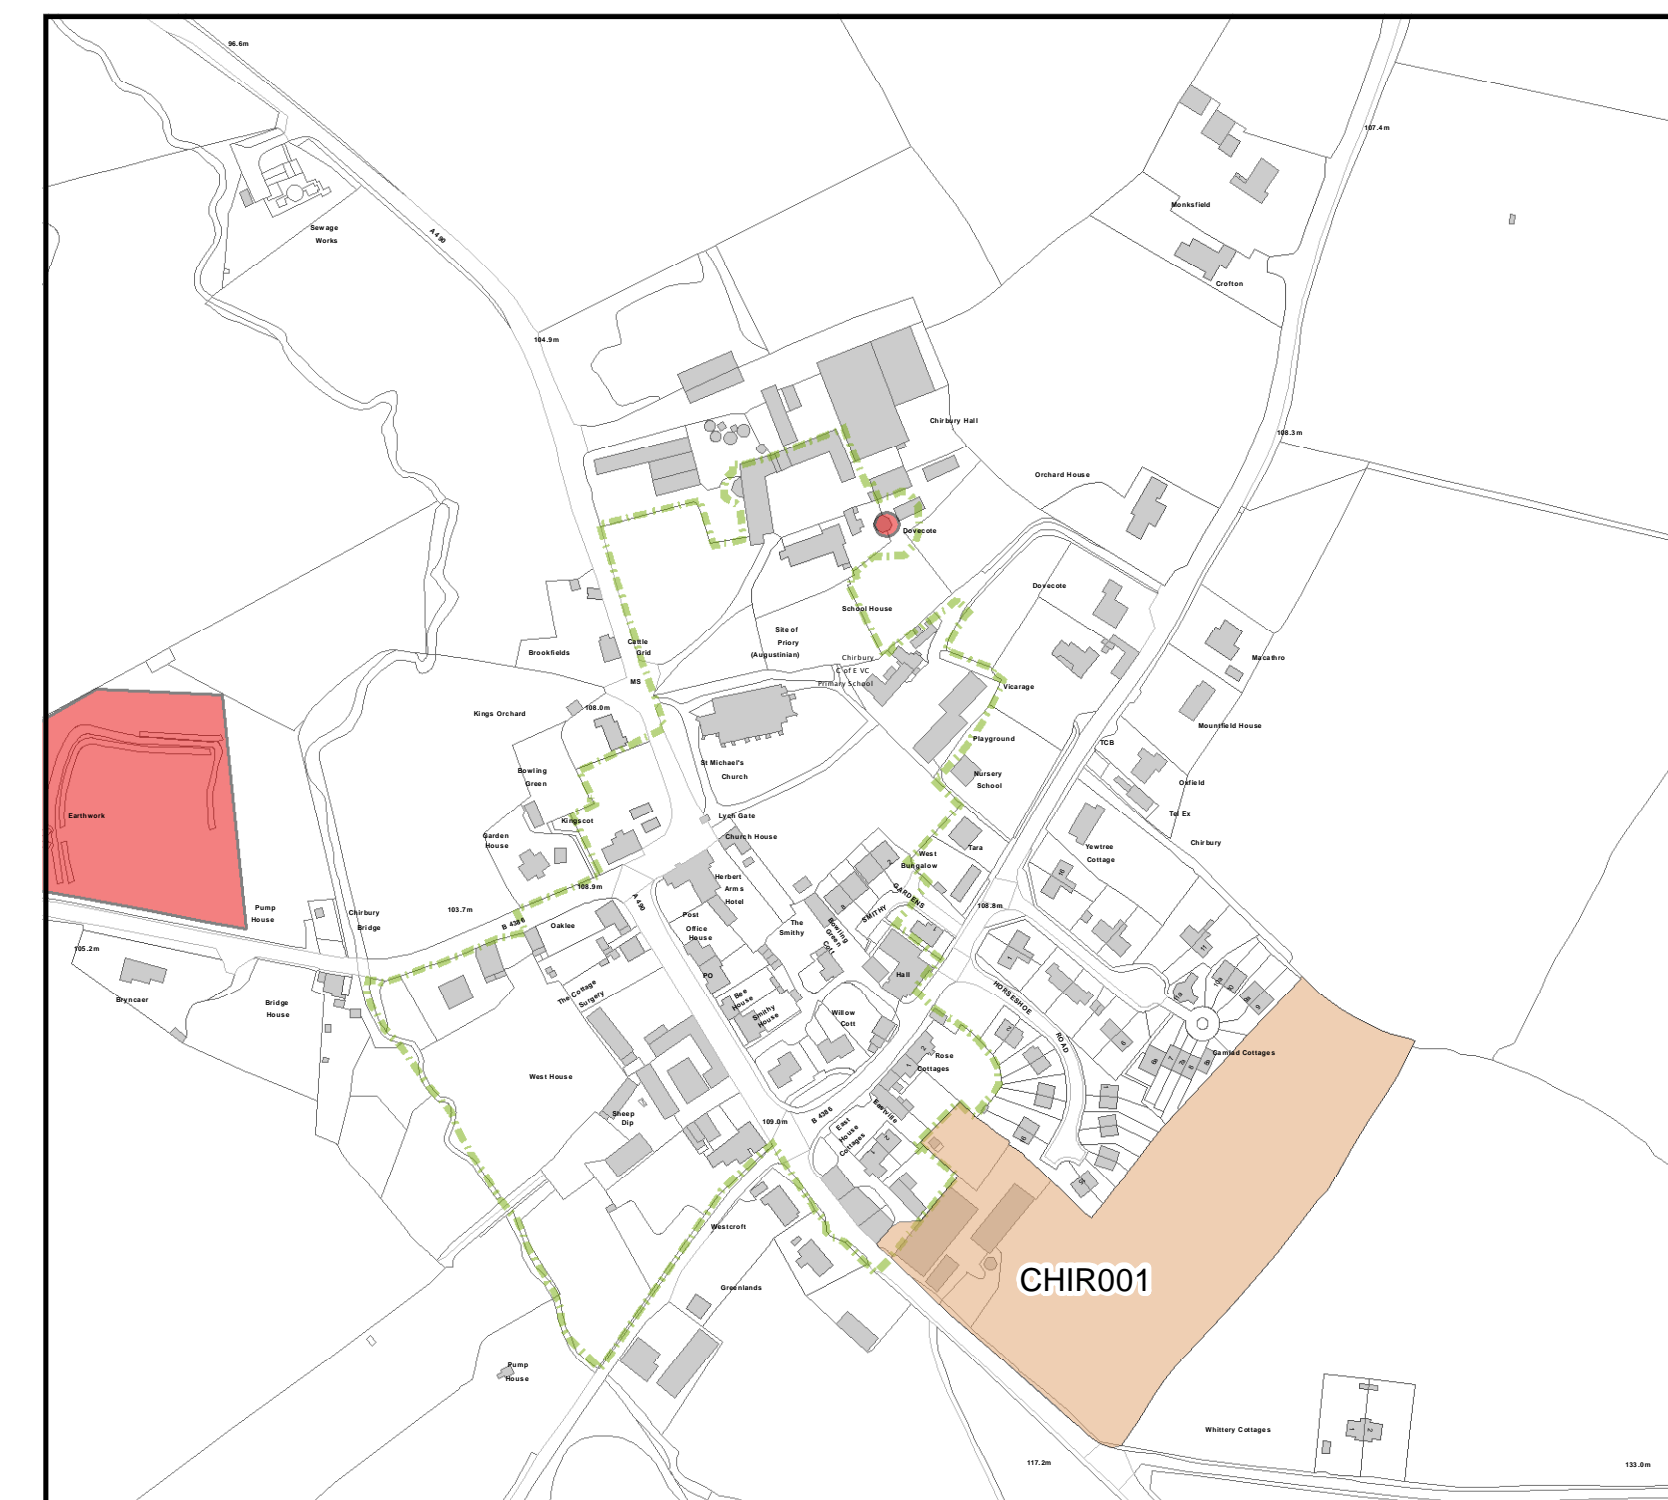 96.6m
107.4m
Monksfield
Sewage
Works
A 490
Crofton
104.9m
Chirbury Hall
108.3m
Orchard House
Dovecote
Dovecote
School House
Site of
Priory
(Augustinian)
Cattle
Grid
Brookfields
Chirbury
C of E VC
Primary School
Macathro
MS
Vicarage
108.0m
Kings Orchard
Mountfield House
Playground
TCB
St Michael's
Church
Bowling
Green
Nursery
School
Oxfield
Tel Ex
Earthwork
Lych Gate
Kingscot
Church House
Garden
House
Tara
Yewtree
Cottage
Chirbury
West
Bungalow
Herbert
Arms
Hotel
108.9m
A 490
SMITHY
GARDENS
108.8m
Pump
House
Chirbury
Bridge
103.7m
B 4386
Oaklee
Post
Office
House
The
Smithy
Bowling
Green
Cott
105.2m
Hall
PO
Bryncaer
Bridge
House
The Cottage
Surgery
Bee
House
Smithy
House
Willow
Cott
HORSESHOE
ROAD
Camlad Cottages
Rose
Cottages
West House
Sheep
Dip
109.0m
B 4386
Eastville
East
House
Cottages
Westcroft
Greenlands
CHIR001
Pump
House
Whittery Cottages
117.2m
133.0m